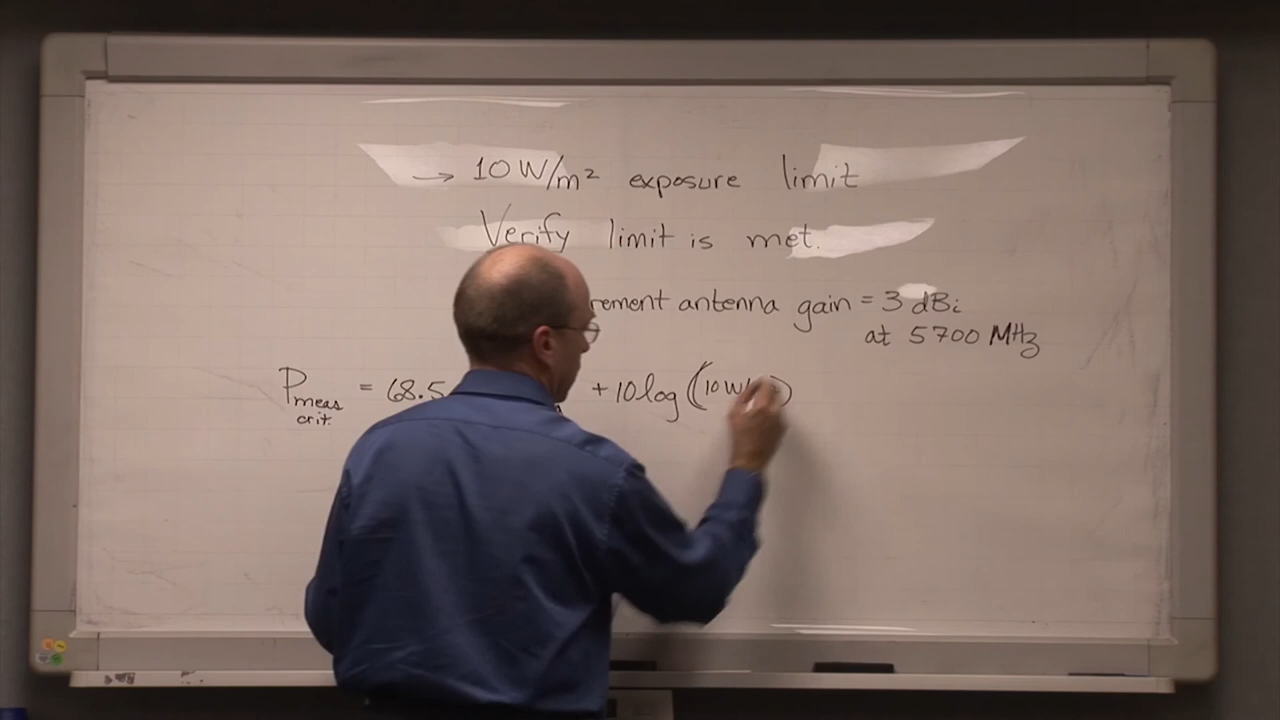 → 10 W/m² exposure limit
Verify limit is met.
antenna gain = 3 dBi
at 5700 MHz
P meas crit. = 68.5 + 10 log ((10 W/ )